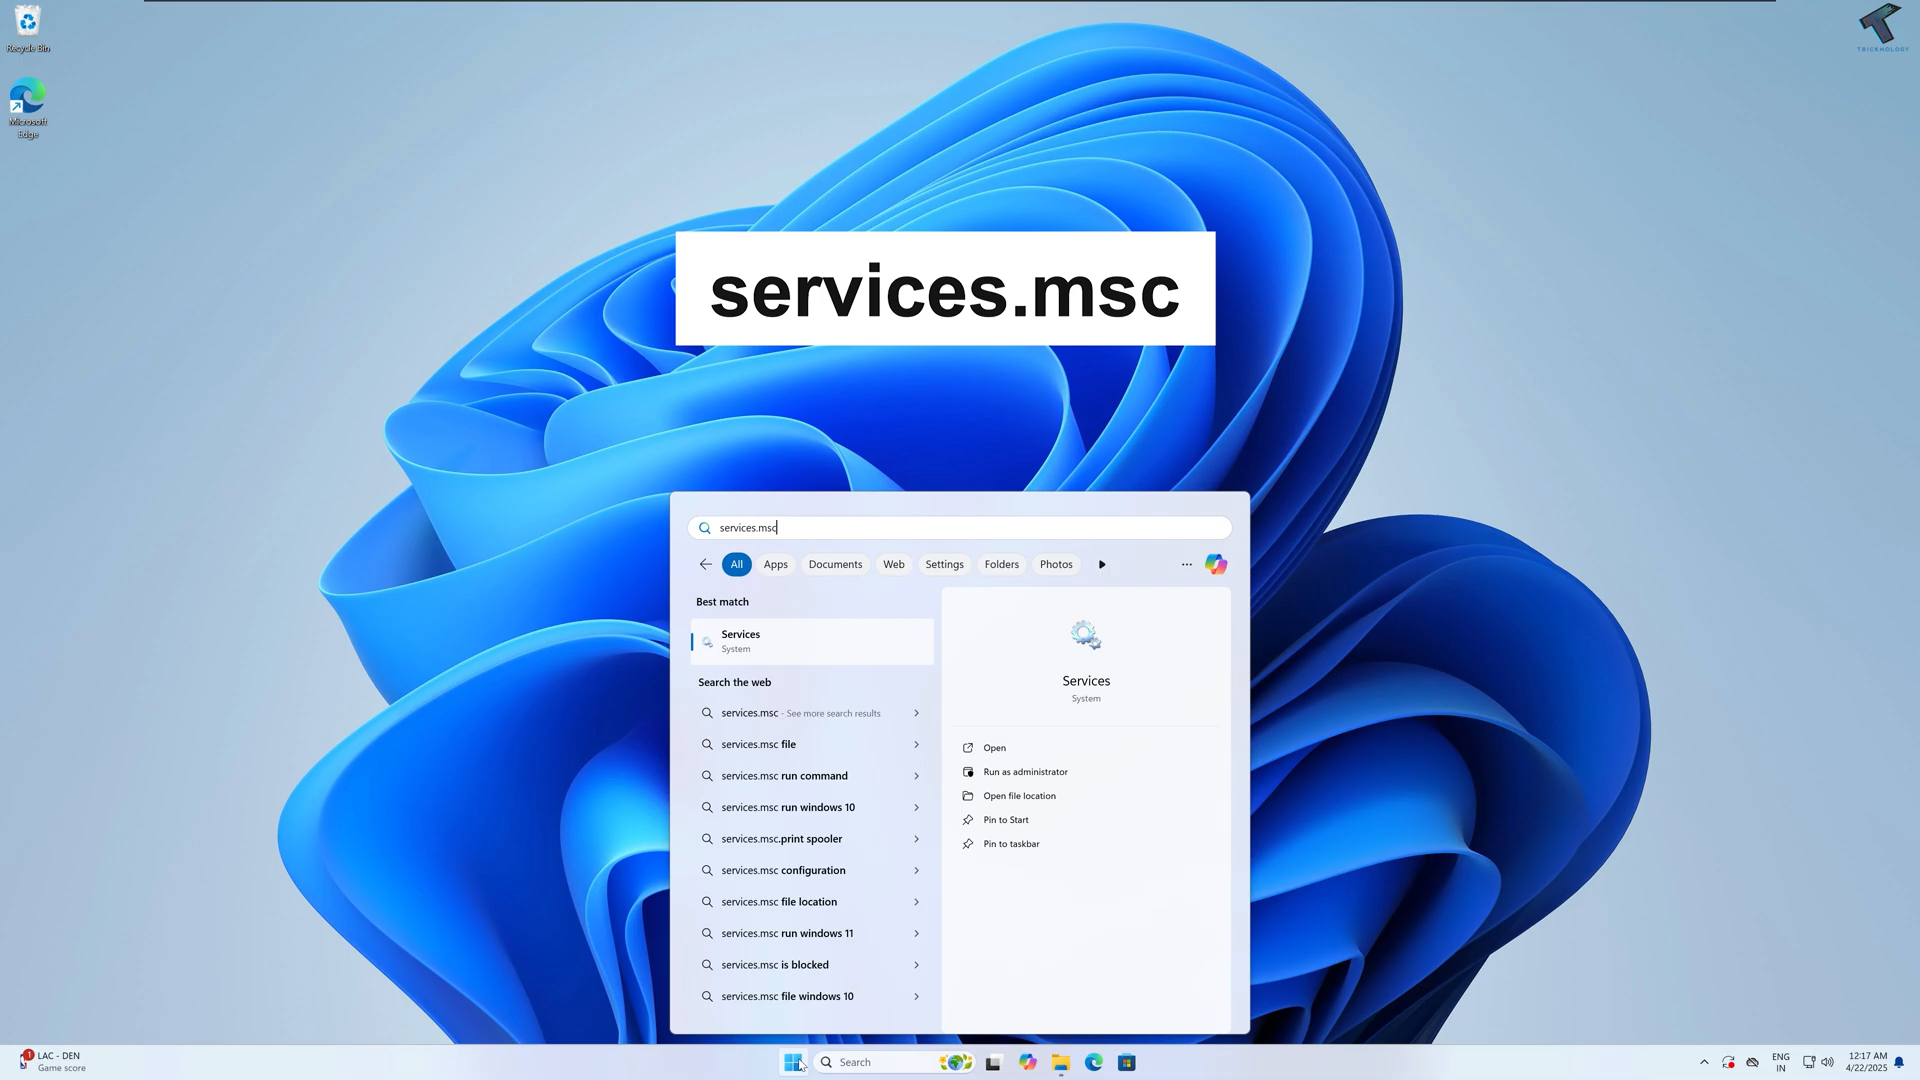 Recycle Bin
Microsoft
Edge
TRICKNOLOGY
services.msc
services.msc
All
Apps
Documents
Web
Settings
Folders
Photos
Best match
Services
System
Search the web
services.msc - See more search results
services.msc file
services.msc run command
services.msc run windows 10
services.msc.print spooler
services.msc configuration
services.msc file location
services.msc run windows 11
services.msc is blocked
services.msc file windows 10
Services
System
Open
Run as administrator
Open file location
Pin to Start
Pin to taskbar
1
LAC - DEN
Game score
Search
ENG
IN
12:17 AM
4/22/2025